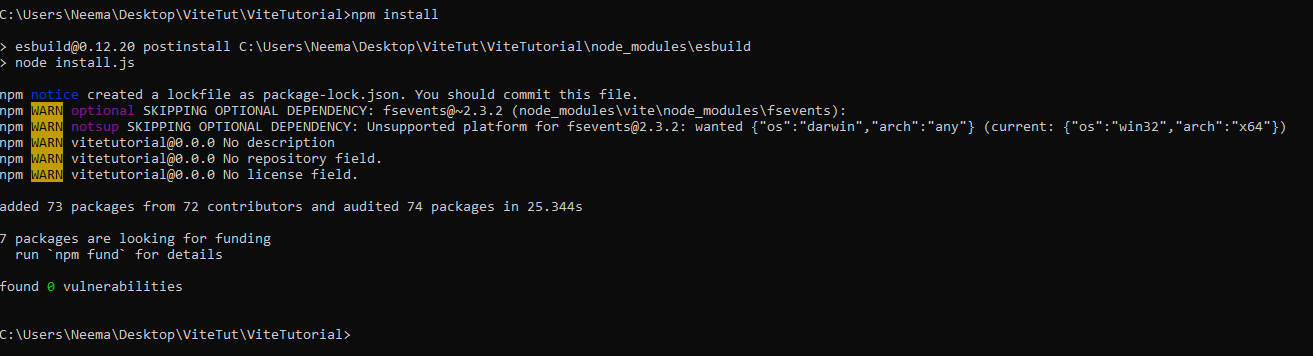 C:\Users\Neema\Desktop\ViteTut\ViteTutorial>npm install
> esbuild@0.12.20 postinstall C:\Users\Neema\Desktop\ViteTut\ViteTutorial\node_modules\esbuild
> node install.js
npm notice created a lockfile as package-lock.json. You should commit this file.
npm WARN optional SKIPPING OPTIONAL DEPENDENCY: fsevents@~2.3.2 (node_modules\vite\node_modules\fsevents):
npm WARN notsup SKIPPING OPTIONAL DEPENDENCY: Unsupported platform for fsevents@2.3.2: wanted {"os":"darwin","arch":"any"} (current: {"os":"win32","arch":"x64"})
npm WARN vitetutorial@0.0.0 No description
npm WARN vitetutorial@0.0.0 No repository field.
npm WARN vitetutorial@0.0.0 No license field.
added 73 packages from 72 contributors and audited 74 packages in 25.344s
7 packages are looking for funding
run `npm fund` for details
found 0 vulnerabilities
C:\Users\Neema\Desktop\ViteTut\ViteTutorial>